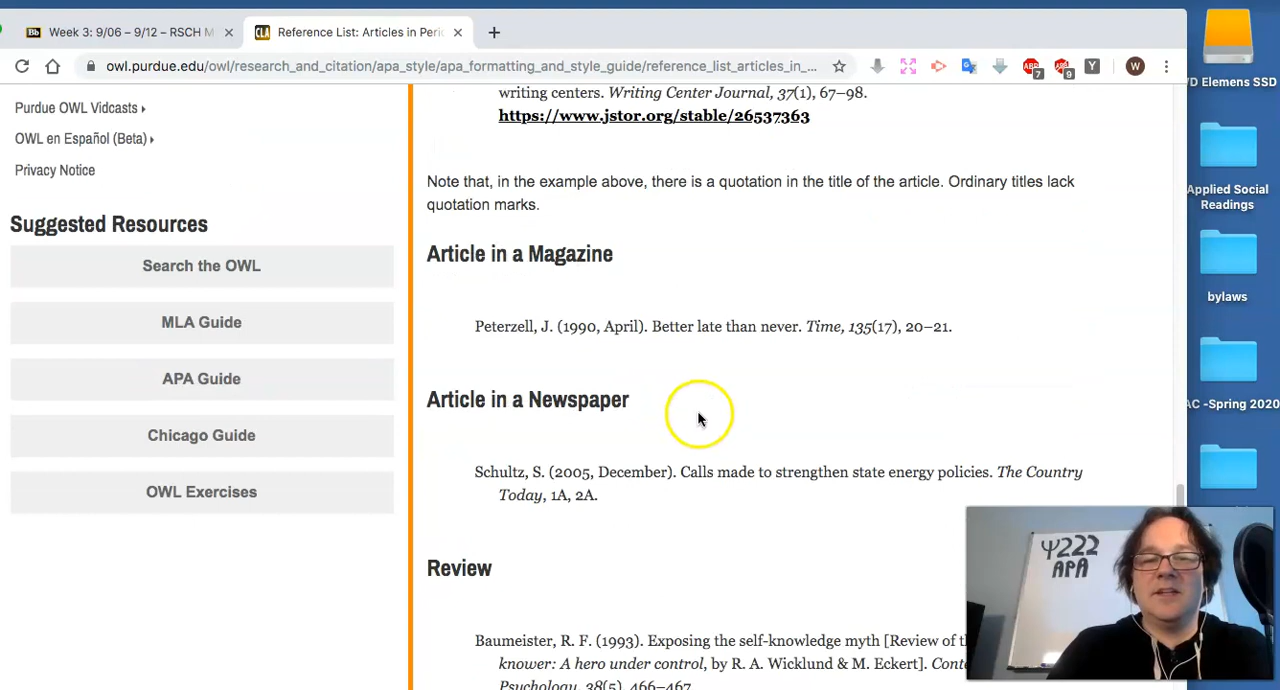 Bb Week 3: 9/06 – 9/12 – RSCH M
CLA Reference List: Articles in Peri
owl.purdue.edu/owl/research_and_citation/apa_style/apa_formatting_and_style_guide/reference_list_articles_in_...
ABP 7
9
Y
W
Purdue OWL Vidcasts
OWL en Español (Beta)
Privacy Notice
Suggested Resources
Search the OWL
MLA Guide
APA Guide
Chicago Guide
OWL Exercises
writing centers. Writing Center Journal, 37(1), 67–98.
https://www.jstor.org/stable/26537363
Note that, in the example above, there is a quotation in the title of the article. Ordinary titles lack
quotation marks.
Article in a Magazine
Peterzell, J. (1990, April). Better late than never. Time, 135(17), 20–21.
Article in a Newspaper
Schultz, S. (2005, December). Calls made to strengthen state energy policies. The Country
Today, 1A, 2A.
Review
Baumeister, R. F. (1993). Exposing the self-knowledge myth [Review of th
knower: A hero under control, by R. A. Wicklund & M. Eckert]. Conte
Psychology, 38(5), 466–467.
D Elemens SSD
Applied Social
Readings
bylaws
AC -Spring 2020
Ψ222
APA